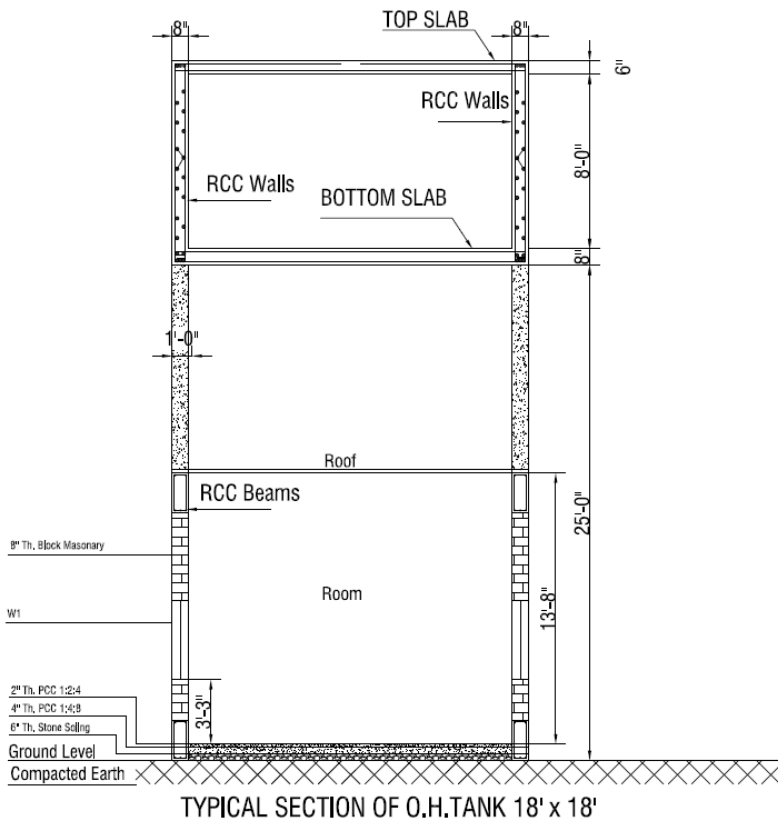 TOP SLAB
8"
8"
6"
RCC Walls
8'-0"
RCC Walls
BOTTOM SLAB
8"
1'-0"
Roof
RCC Beams
25'-0"
8" Th. Block Masonary
Room
13'-8"
W1
2" Th. PCC 1:2:4
4" Th. PCC 1:4:8
3'-3"
6" Th. Stone Soling
Ground Level
Compacted Earth
TYPICAL SECTION OF O.H.TANK 18' x 18'